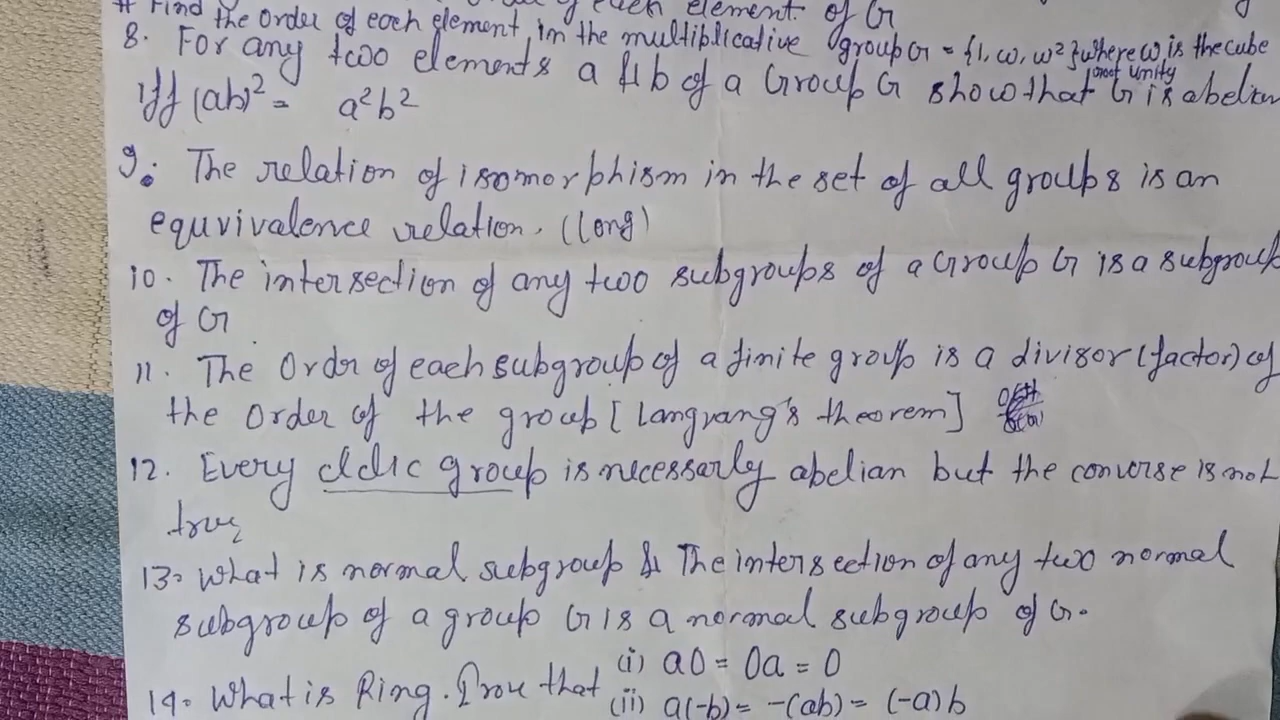 # Find the order of each element, in the multiplicative group G = {1, ω, ω²} where ω is the cube
root unity
each element of G
8. For any two elements a & b of a Group G show that G is abelian
iff (ab)² = a²b²
9. The relation of isomorphism in the set of all groups is an
equvivalence relation. (long)
10. The intersection of any two subgroups of a Group G is a subgroup
of G
11. The Ordr of each subgroup of a finite group is a divisor (factor) of
the order of the group [Langrang's theorem]
12. Every group is necessarly abelian but the converse is not
true
13. What is normal subgroup & The intersection of any two normal
subgroup of a group G is a normal subgroup of G.
14. What is Ring. Prove that (i) a0 = 0a = 0
(ii) a(-b) = -(ab) = (-a)b